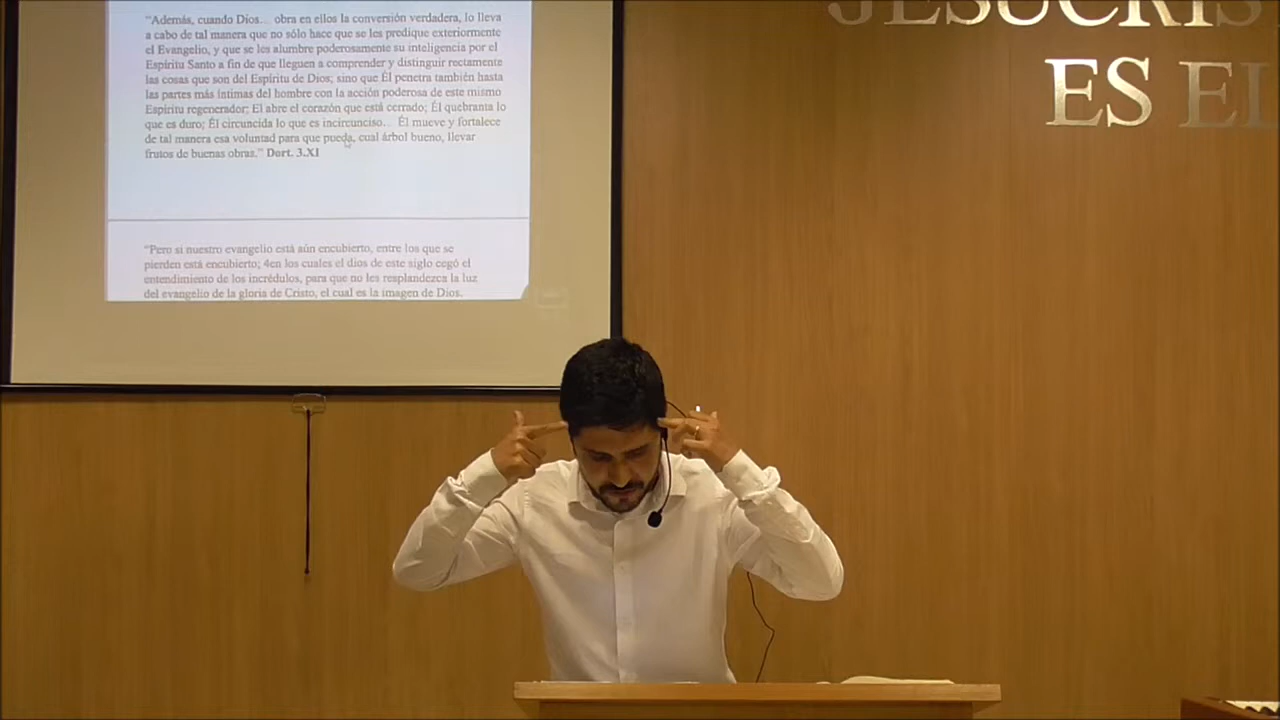 “Además, cuando Dios... obra en ellos la conversión verdadera, lo lleva
a cabo de tal manera que no sólo hace que se les predique exteriormente
el Evangelio, y que se les alumbre poderosamente su inteligencia por el
Espíritu Santo a fin de que lleguen a comprender y distinguir rectamente
las cosas que son del Espíritu de Dios; sino que Él penetra también hasta
las partes más íntimas del hombre con la acción poderosa de este mismo
Espíritu regenerador; El abre el corazón que está cerrado; Él quebranta lo
que es duro; Él circuncida lo que es incircunciso... Él mueve y fortalece
de tal manera esa voluntad para que pueda, cual árbol bueno, llevar
frutos de buenas obras.” Dort. 3.XI
“Pero si nuestro evangelio está aún encubierto, entre los que se
pierden está encubierto; 4en los cuales el dios de este siglo cegó el
entendimiento de los incrédulos, para que no les resplandezca la luz
del evangelio de la gloria de Cristo, el cual es la imagen de Dios.
JESUCRIS
ES EL